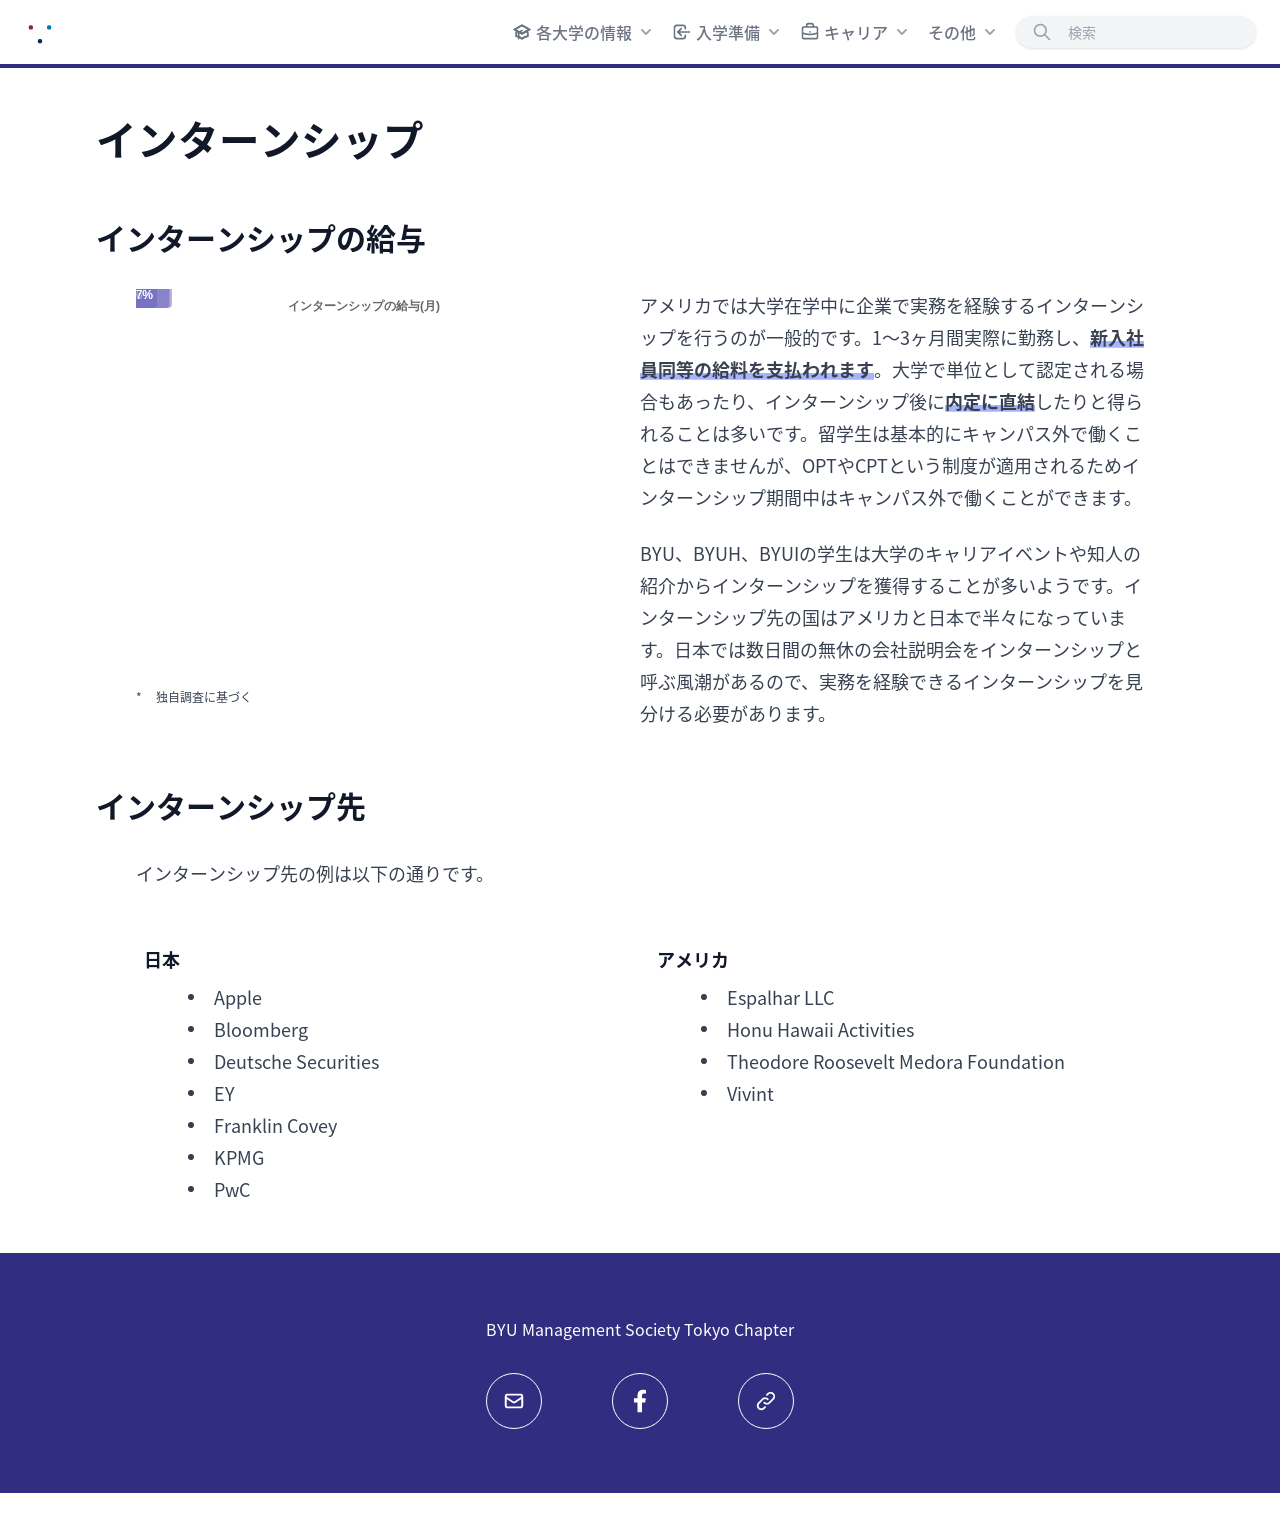 各大学の情報 入学準備 キャリア その他 検索
インターンシップ
インターンシップの給与
7%
インターンシップの給与(月)
アメリカでは大学在学中に企業で実務を経験するインターンシ
ップを行うのが一般的です。1〜3ヶ月間実際に勤務し、新入社
員同等の給料を支払われます。大学で単位として認定される場
合もあったり、インターンシップ後に内定に直結したりと得ら
れることは多いです。留学生は基本的にキャンパス外で働くこ
とはできませんが、OPTやCPTという制度が適用されるためイ
ンターンシップ期間中はキャンパス外で働くことができます。
BYU、BYUH、BYUIの学生は大学のキャリアイベントや知人の
紹介からインターンシップを獲得することが多いようです。イ
ンターンシップ先の国はアメリカと日本で半々になっていま
す。日本では数日間の無休の会社説明会をインターンシップと
呼ぶ風潮があるので、実務を経験できるインターンシップを見
分ける必要があります。
* 独自調査に基づく
インターンシップ先
インターンシップ先の例は以下の通りです。
日本
• Apple
• Bloomberg
• Deutsche Securities
• EY
• Franklin Covey
• KPMG
• PwC
アメリカ
• Espalhar LLC
• Honu Hawaii Activities
• Theodore Roosevelt Medora Foundation
• Vivint
BYU Management Society Tokyo Chapter